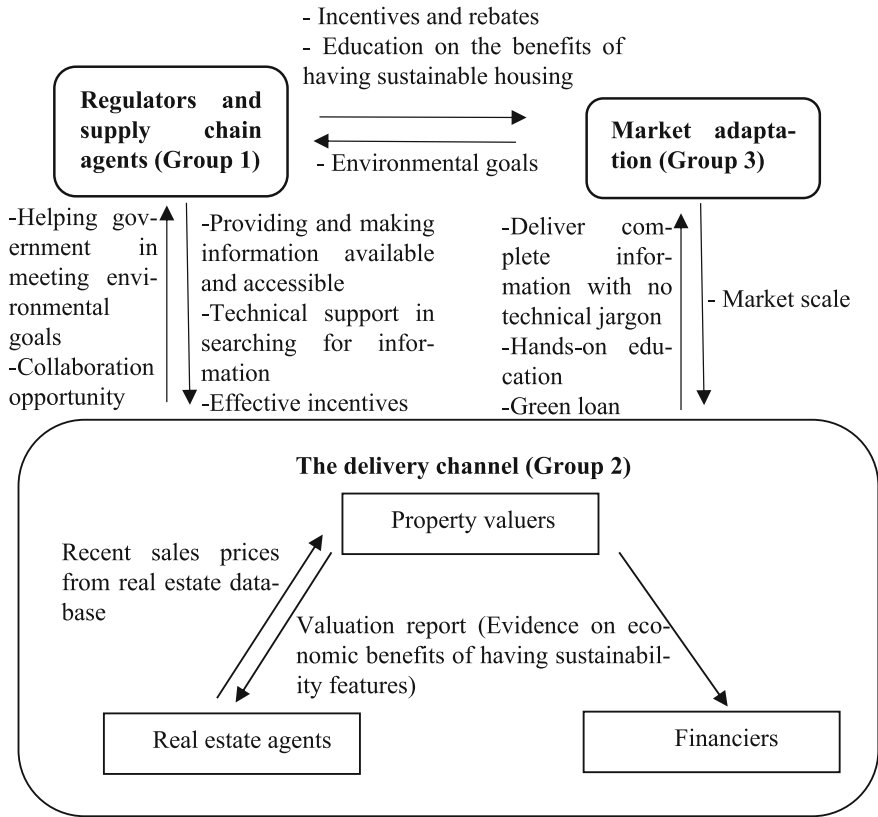 - Incentives and rebates
- Education on the benefits of
having sustainable housing
Regulators and
supply chain
agents (Group 1)
Market adapta-
tion (Group 3)
- Environmental goals
-Helping gov-
ernment in
meeting envi-
ronmental
goals
-Collaboration
opportunity
-Providing and making
information available
and accessible
-Technical support in
searching for infor-
mation
-Effective incentives
-Deliver com-
plete infor-
mation with no
technical jargon
-Hands-on edu-
cation
-Green loan
- Market scale
The delivery channel (Group 2)
Property valuers
Recent sales prices
from real estate data-
base
Valuation report (Evidence on eco-
nomic benefits of having sustainabil-
ity features)
Real estate agents
Financiers